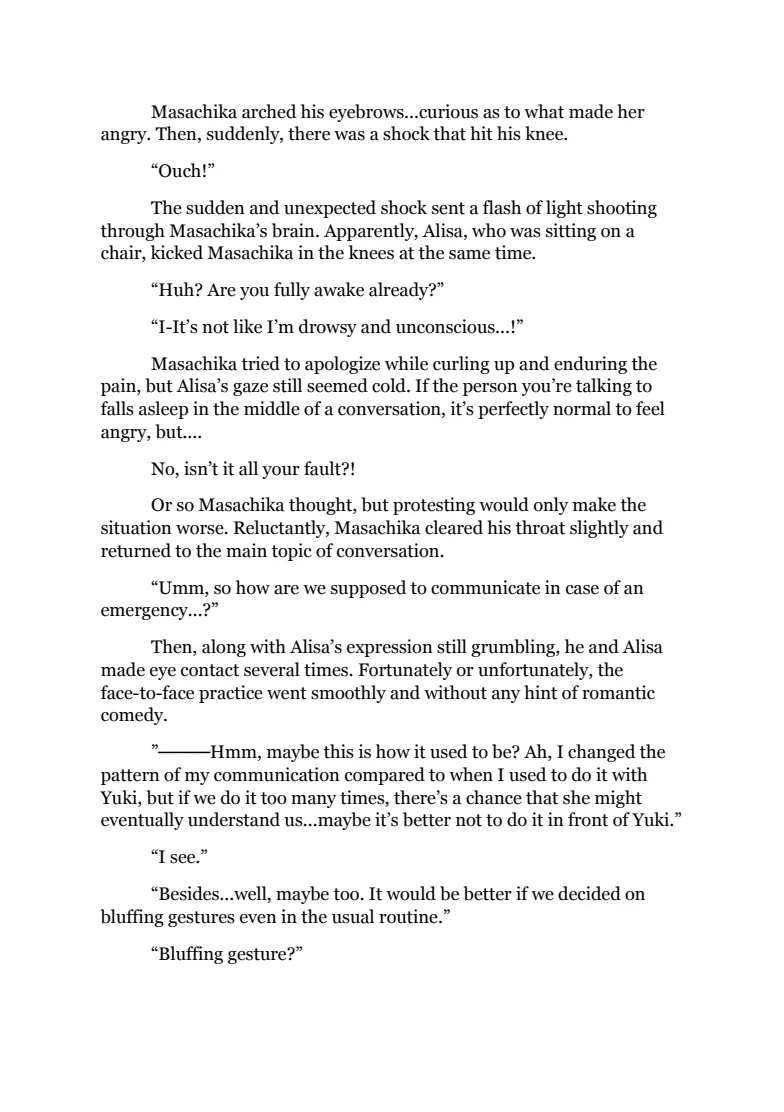 Masachika arched his eyebrows...curious as to what made her
angry. Then, suddenly, there was a shock that hit his knee.
“Ouch!”
The sudden and unexpected shock sent a flash of light shooting
through Masachika’s brain. Apparently, Alisa, who was sitting on a
chair, kicked Masachika in the knees at the same time.
“Huh? Are you fully awake already?”
“I-It’s not like I’m drowsy and unconscious...!”
Masachika tried to apologize while curling up and enduring the
pain, but Alisa’s gaze still seemed cold. If the person you’re talking to
falls asleep in the middle of a conversation, it’s perfectly normal to feel
angry, but....
No, isn’t it all your fault?!
Or so Masachika thought, but protesting would only make the
situation worse. Reluctantly, Masachika cleared his throat slightly and
returned to the main topic of conversation.
“Umm, so how are we supposed to communicate in case of an
emergency...?”
Then, along with Alisa’s expression still grumbling, he and Alisa
made eye contact several times. Fortunately or unfortunately, the
face-to-face practice went smoothly and without any hint of romantic
comedy.
”———Hmm, maybe this is how it used to be? Ah, I changed the
pattern of my communication compared to when I used to do it with
Yuki, but if we do it too many times, there’s a chance that she might
eventually understand us...maybe it’s better not to do it in front of Yuki.”
“I see.”
“Besides...well, maybe too. It would be better if we decided on
bluffing gestures even in the usual routine.”
“Bluffing gesture?”